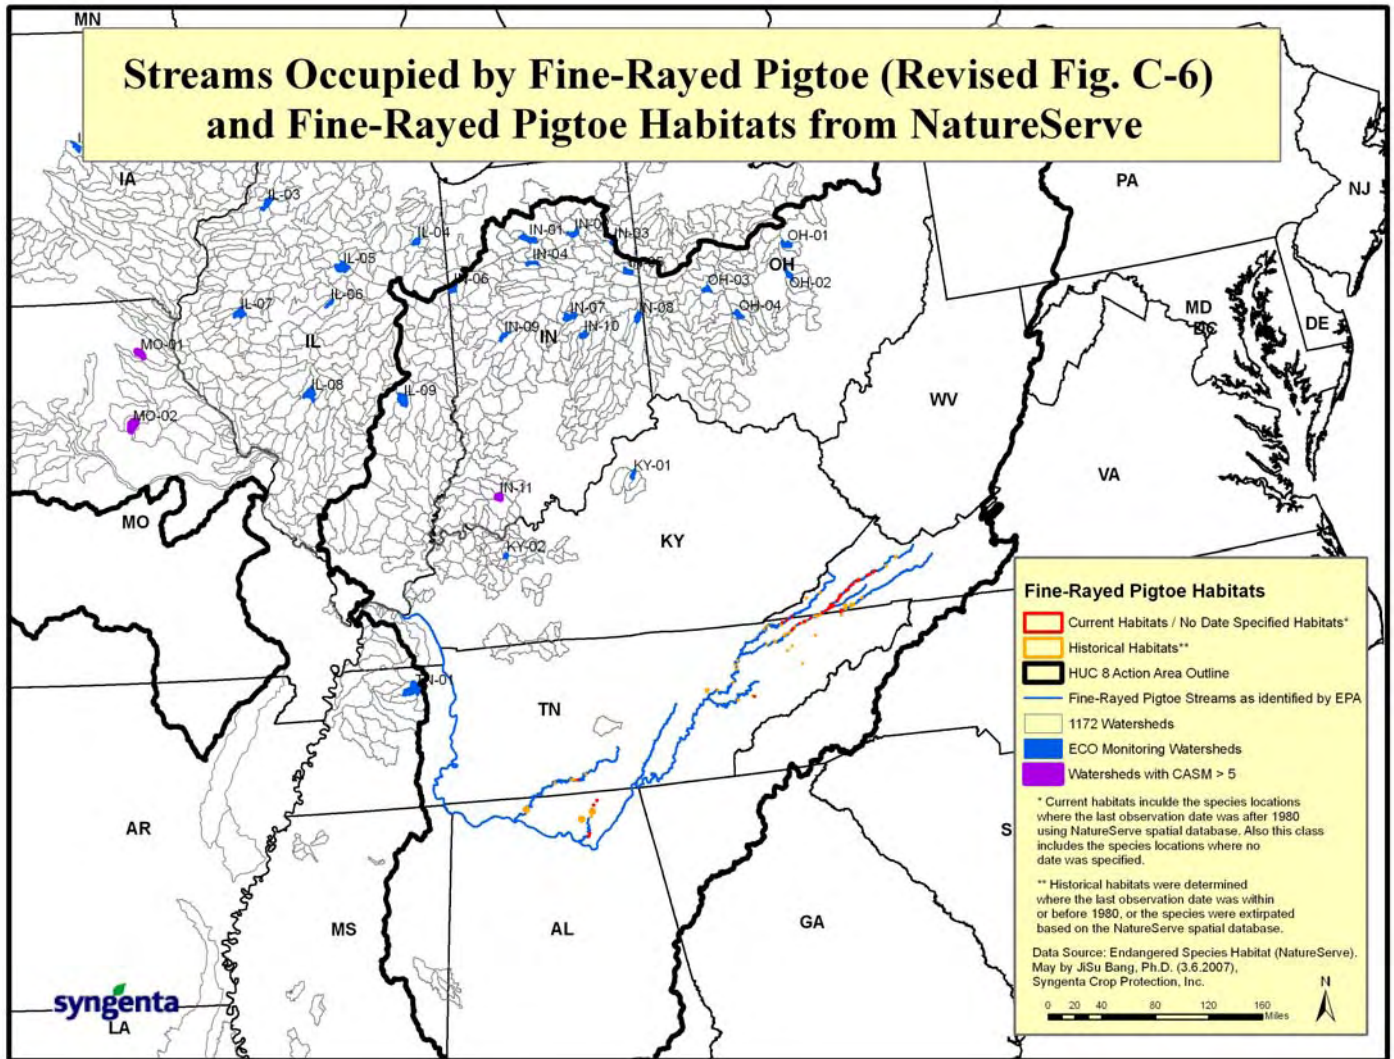 MN
Streams Occupied by Fine-Rayed Pigtoe (Revised Fig. C-6)
and Fine-Rayed Pigtoe Habitats from NatureServe
IA
PA
NJ
IL-03
IL-04
IN-01
IN-03
OH-01
IL-05
IN-04
OH
IN-06
OH-03
OH-02
IL-06
IL-07
IN-07
IN-08
OH-04
MD
DE
IL
IN-09
IN
IN-10
MO-01
IL-08
IL-09
WV
MO-02
KY-01
VA
IN-11
MO
KY
KY-02
TN-01
TN
AR
MS
AL
GA
S
LA
syngenta
Fine-Rayed Pigtoe Habitats
Current Habitats / No Date Specified Habitats*
Historical Habitats**
HUC 8 Action Area Outline
Fine-Rayed Pigtoe Streams as identified by EPA
1172 Watersheds
ECO Monitoring Watersheds
Watersheds with CASM > 5
* Current habitats inculde the species locations
where the last observation date was after 1980
using NatureServe spatial database. Also this class
includes the species locations where no
date was specified.
** Historical habitats were determined
where the last observation date was within
or before 1980, or the species were extirpated
based on the NatureServe spatial database.
Data Source: Endangered Species Habitat (NatureServe).
May by JiSu Bang, Ph.D. (3.6.2007),
Syngenta Crop Protection, Inc.
N
0 20 40 80 120 160
Miles